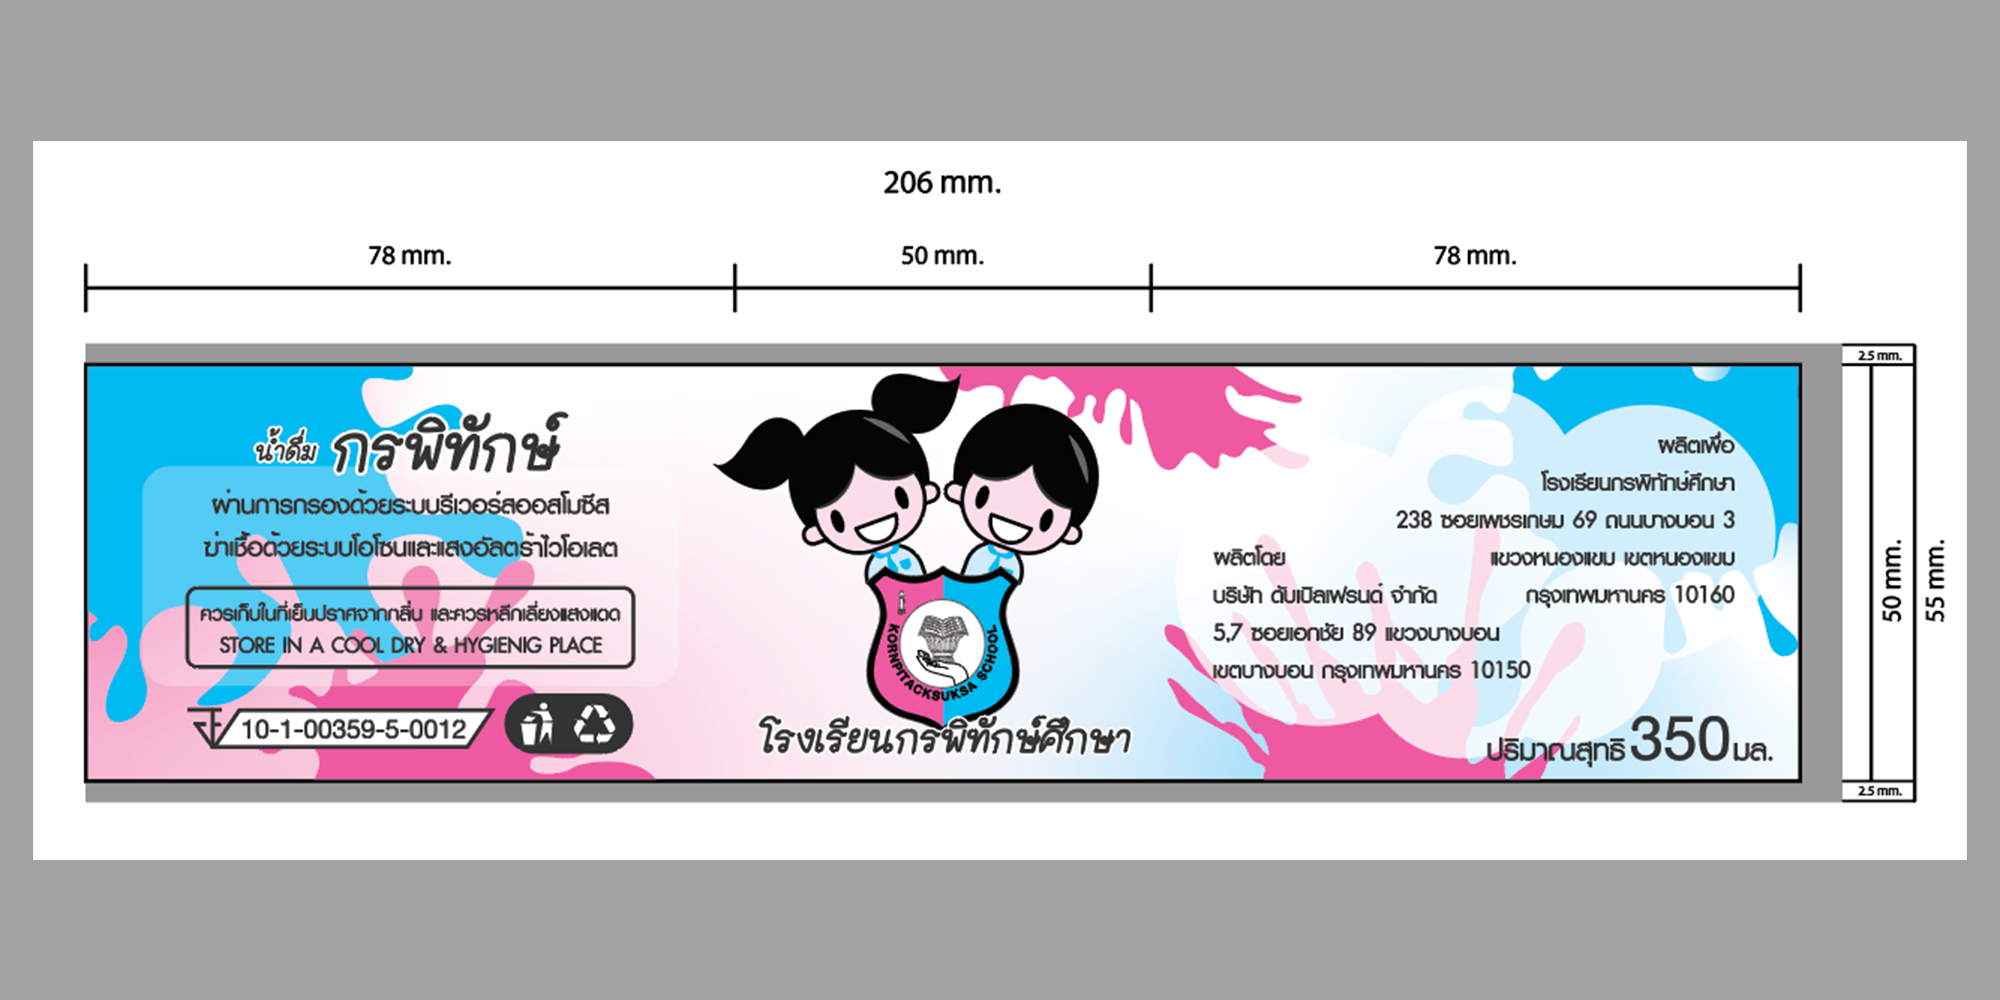 206 mm.
78 mm.
50 mm.
78 mm.
2.5 mm.
50 mm.
55 mm.
2.5 mm.
น้ำดื่ม กรพิทักษ์
ผ่านการกรองด้วยระบบรีเวอร์สออสโมซีส
ฆ่าเชื้อด้วยระบบโอโซนและแสงอัลตร้าไวโอเลต
ควรเก็บในที่เย็นปราศจากกลิ่น และควรหลีกเลี่ยงแสงแดด
STORE IN A COOL DRY & HYGIENIG PLACE
10-1-00359-5-0012
KORNPITACKSUKSA SCHOOL
โรงเรียนกรพิทักษ์ศึกษา
ผลิตเพื่อ
โรงเรียนกรพิทักษ์ศึกษา
238 ซอยเพชรเกษม 69 ถนนบางบอน 3
แขวงหนองแขม เขตหนองแขม
กรุงเทพมหานคร 10160
ผลิตโดย
บริษัท ดับเบิลเฟรนด์ จำกัด
5,7 ซอยเอกชัย 89 แขวงบางบอน
เขตบางบอน กรุงเทพมหานคร 10150
ปริมาณสุทธิ 350 มล.